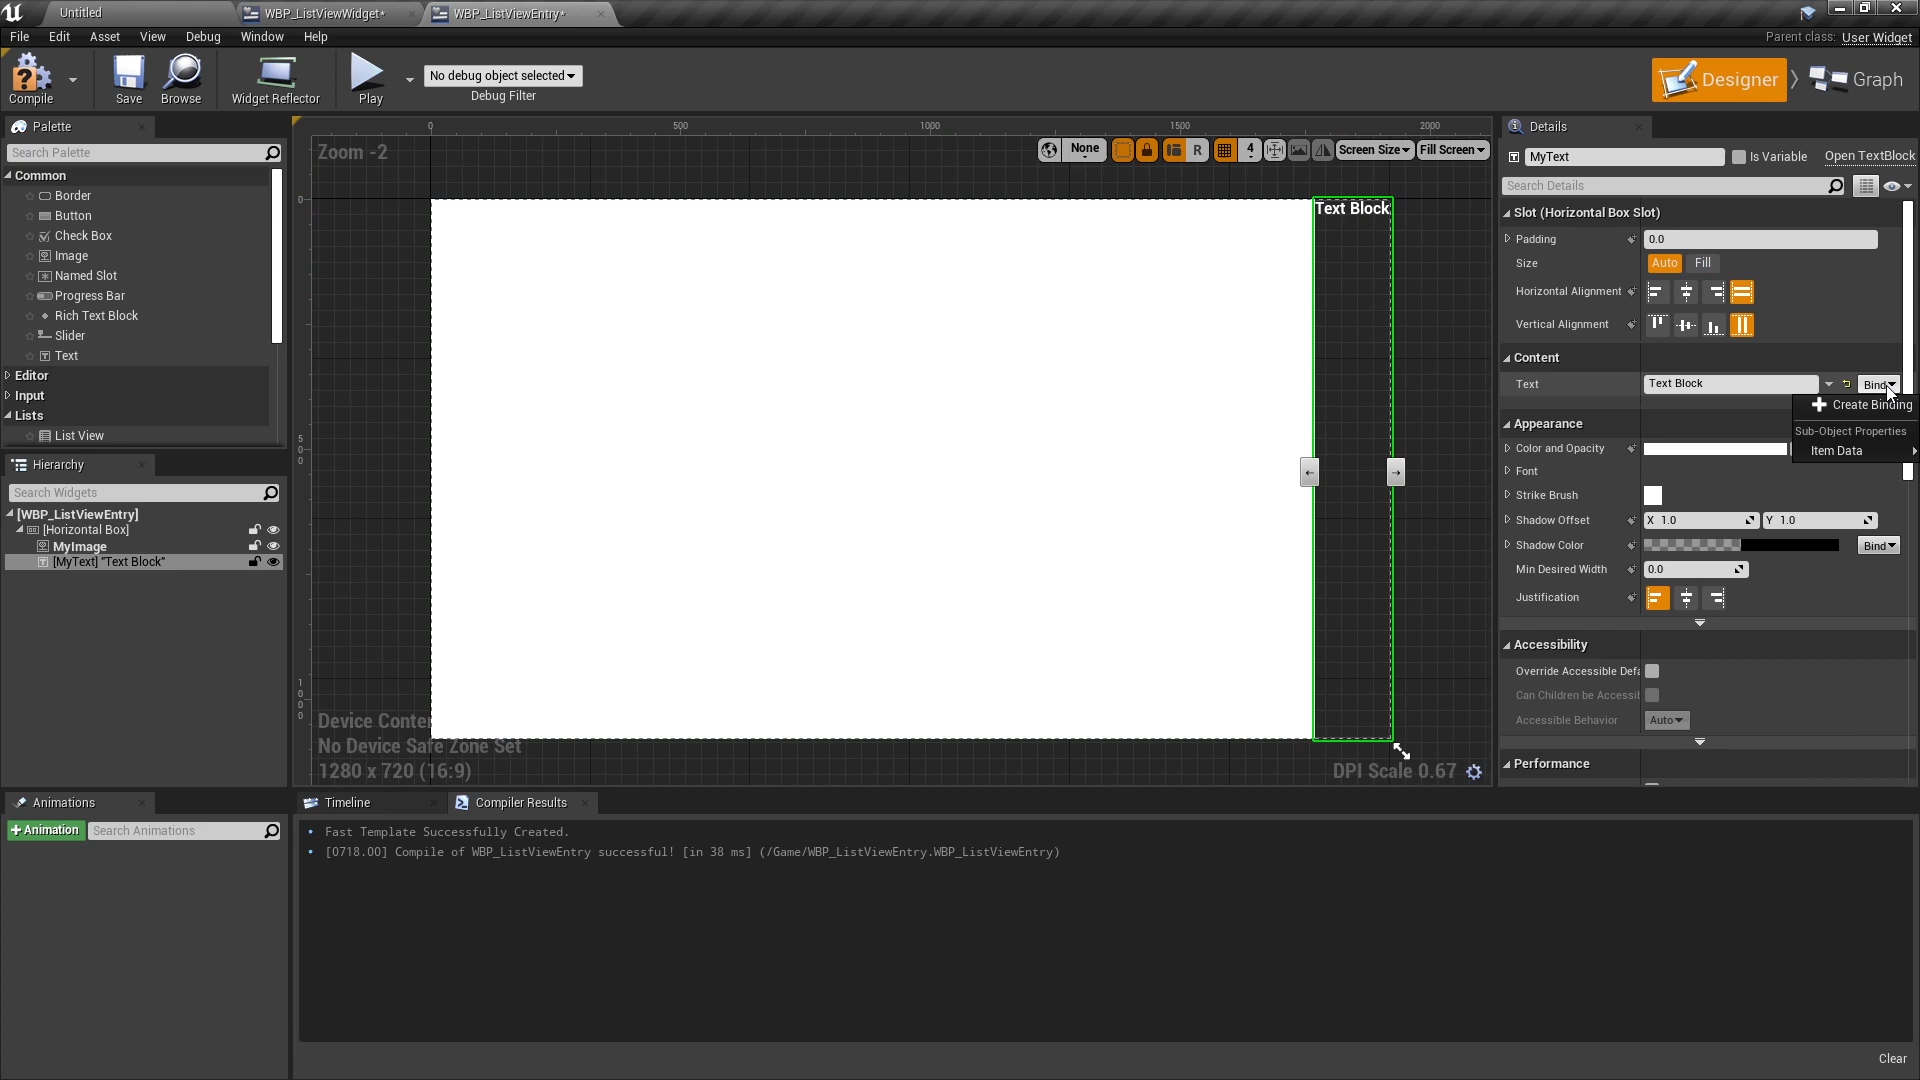 Untitled
WBP_ListViewWidget*
WBP_ListViewEntry*
File Edit Asset View Debug Window Help
Parent class: User Widget
Compile
Save
Browse
Widget Reflector
Play
No debug object selected
Debug Filter
Designer
Graph
Palette
Search Palette
Common
Border
Button
Check Box
Image
Named Slot
Progress Bar
Rich Text Block
Slider
Text
Editor
Input
Lists
List View
Hierarchy
Search Widgets
[WBP_ListViewEntry]
[Horizontal Box]
MyImage
[MyText] "Text Block"
Animations
+Animation
Search Animations
0 500 1000 1500 2000
Zoom -2
None
R
4
Screen Size
Fill Screen
0
500
1000
Text Block
Device Conte
No Device Safe Zone Set
1280 x 720 (16:9)
DPI Scale 0.67
Details
MyText
Is Variable
Open TextBlock
Search Details
Slot (Horizontal Box Slot)
Padding 0.0
Size Auto Fill
Horizontal Alignment
Vertical Alignment
Content
Text Text Block Bind
Create Binding
Sub-Object Properties
Item Data
Appearance
Color and Opacity
Font
Strike Brush
Shadow Offset X 1.0 Y 1.0
Shadow Color Bind
Min Desired Width 0.0
Justification
Accessibility
Override Accessible Defa
Can Children be Accessi
Accessible Behavior Auto
Performance
Timeline
Compiler Results
Fast Template Successfully Created.
[0718.00] Compile of WBP_ListViewEntry successful! [in 38 ms] (/Game/WBP_ListViewEntry.WBP_ListViewEntry)
Clear